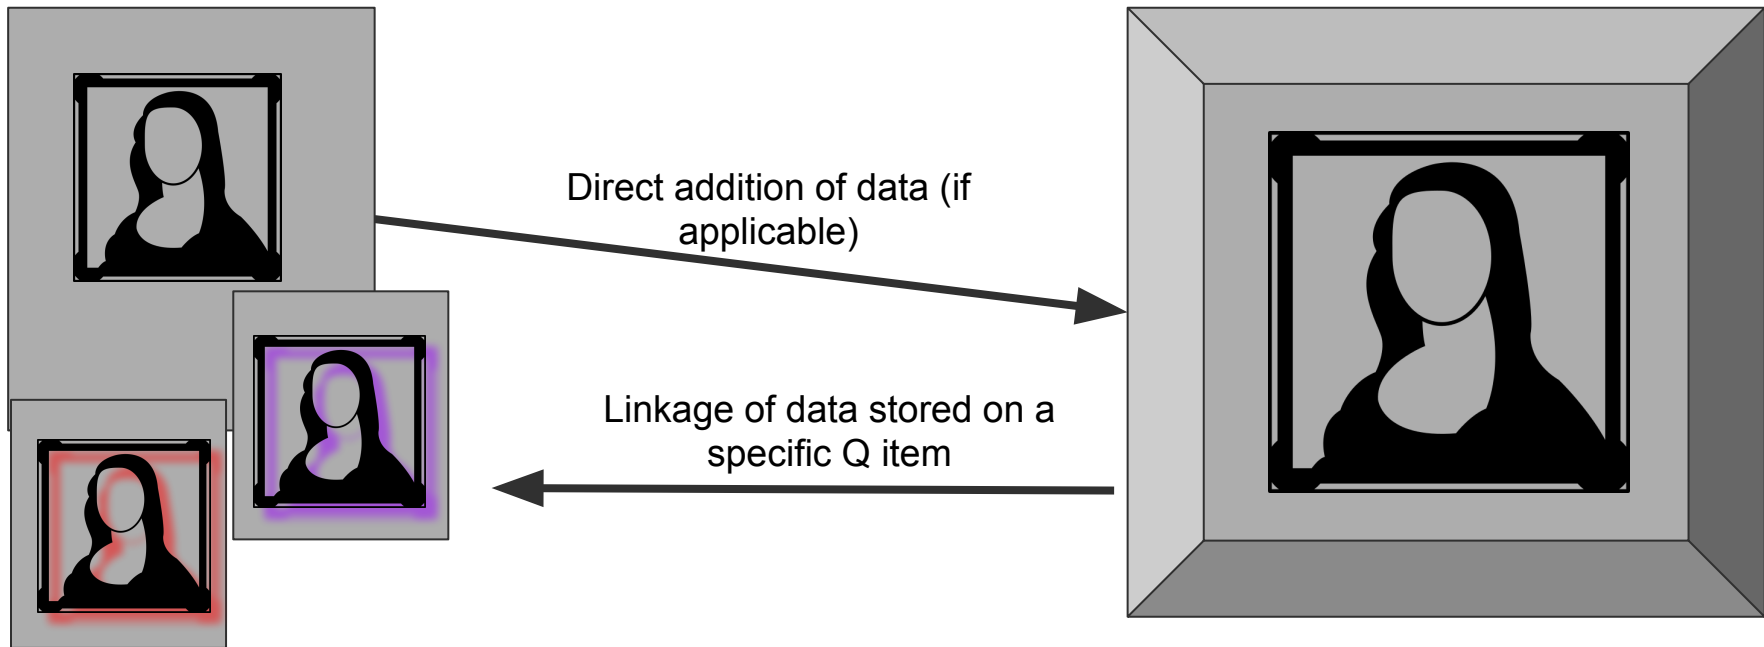 Direct addition of data (if
applicable)
Linkage of data stored on a
specific Q item